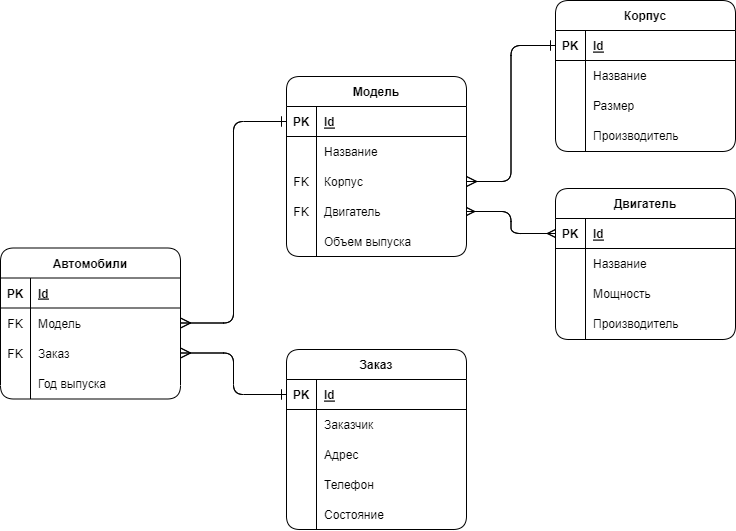 Корпус
PK Id
Название
Размер
Производитель
Модель
PK Id
Название
FK Корпус
FK Двигатель
Объем выпуска
Двигатель
PK Id
Название
Мощность
Производитель
Автомобили
PK Id
FK Модель
FK Заказ
Год выпуска
Заказ
PK Id
Заказчик
Адрес
Телефон
Состояние